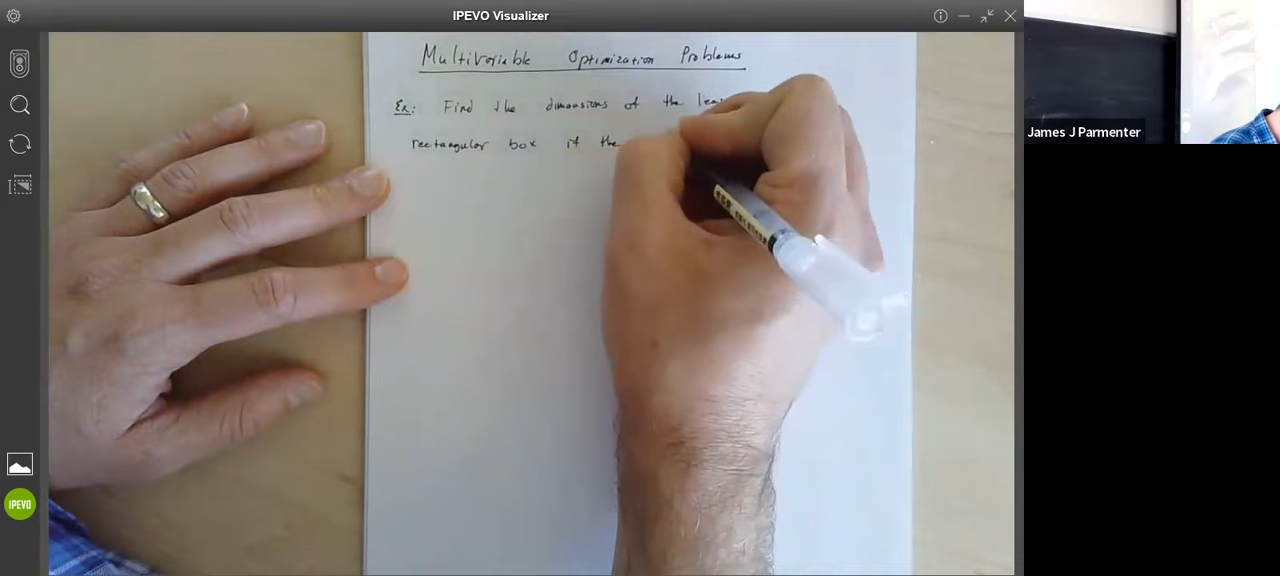 IPEVO Visualizer
Multivariable Optimization Problems
Ex: Find the dimensions of the
rectangular box if the
James J Parmenter
IPEVO